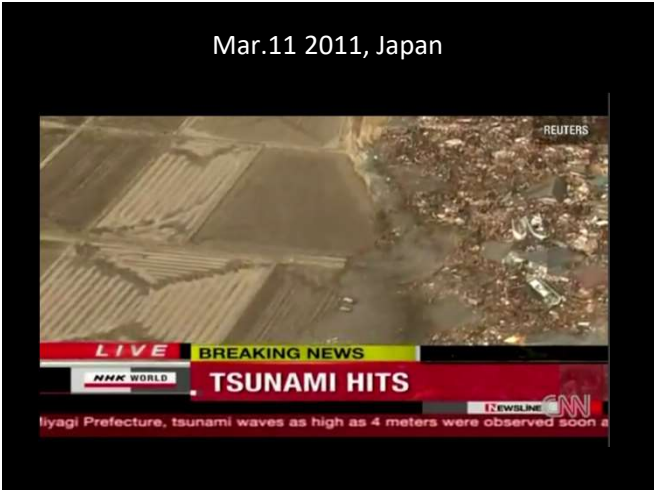 Mar.11 2011, Japan
REUTERS
LIVE
BREAKING NEWS
NHK WORLD
TSUNAMI HITS
NEWSLINE CNN
iyagi Prefecture, tsunami waves as high as 4 meters were observed soon a